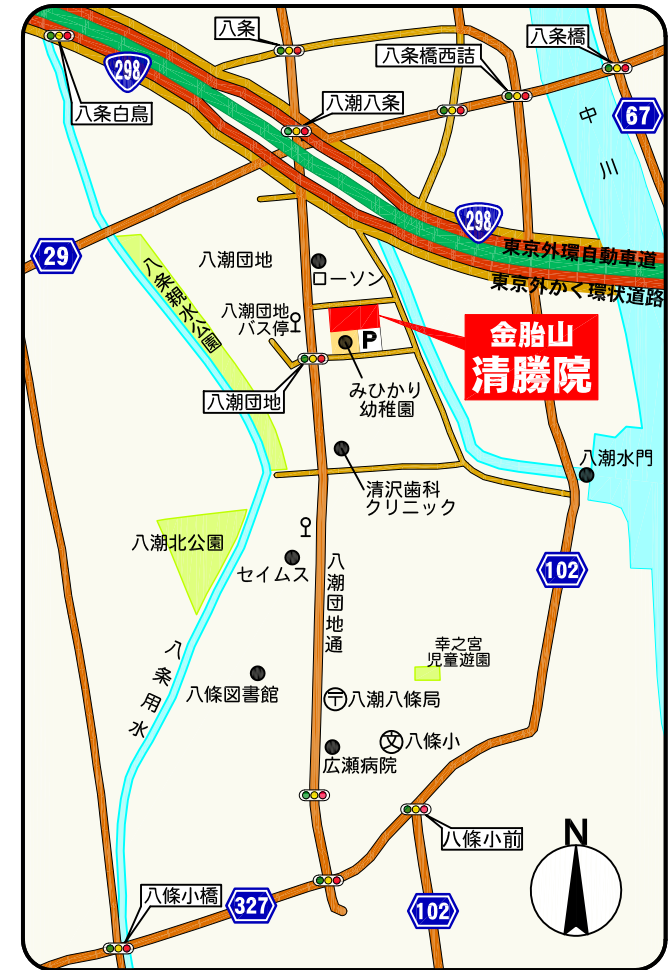 八条
八条橋西詰
八条橋
298
八条白鳥
八潮八条
67
中
川
298
29
八潮団地
ローソン
東京外環自動車道
東京外かく環状道路
八条親水公園
八潮団地
バス停
P
金胎山
清勝院
みひかり
幼稚園
八潮団地
八潮水門
清沢歯科
クリニック
八潮北公園
セイムス
八潮団地通
102
八条用水
幸之宮
児童遊園
八條図書館
〒八潮八條局
文八條小
広瀬病院
八條小前
N
八條小橋
327
102